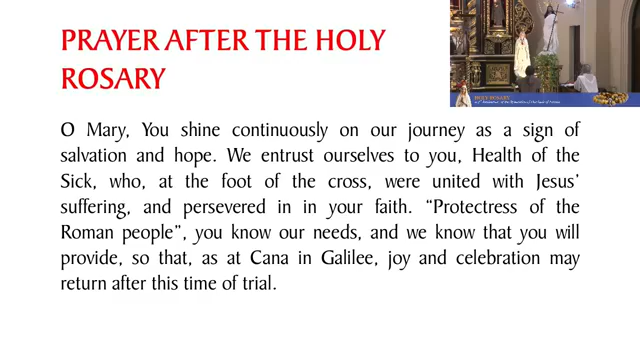 PRAYER AFTER THE HOLY
ROSARY
O Mary, You shine continuously on our journey as a sign of
salvation and hope. We entrust ourselves to you, Health of the
Sick, who, at the foot of the cross, were united with Jesus'
suffering, and persevered in in your faith. “Protectress of the
Roman people”, you know our needs, and we know that you will
provide, so that, as at Cana in Galilee, joy and celebration may
return after this time of trial.
HOLY ROSARY